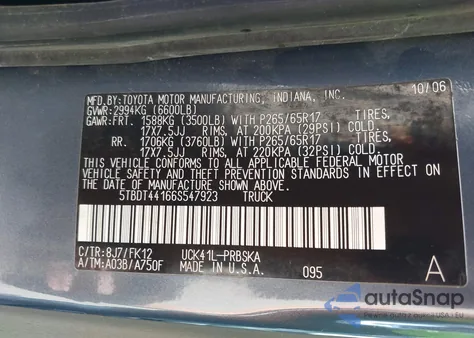 MFD. BY: TOYOTA MOTOR MANUFACTURING, INDIANA, INC. 10/06
GVWR: 2994KG (6600LB)
GAWR: FRT. 1588KG (3500LB) WITH P265/65R17 TIRES,
17X7.5JJ RIMS, AT 200KPA (29PSI) COLD
RR. 1706KG (3760LB) WITH P265/65R17 TIRES,
17X7.5JJ RIMS, AT 220KPA (32PSI) COLD
THIS VEHICLE CONFORMS TO ALL APPLICABLE FEDERAL MOTOR
VEHICLE SAFETY STANDARDS IN EFFECT ON THE DATE OF
MANUFACTURE SHOWN ABOVE.
5TBDT44166S547923 TRUCK
C/TR: 8J7/FK12 UCK41L-PRBSKA
A/TM: A03B/A750F MADE IN U.S.A. 095 A
autoSnap